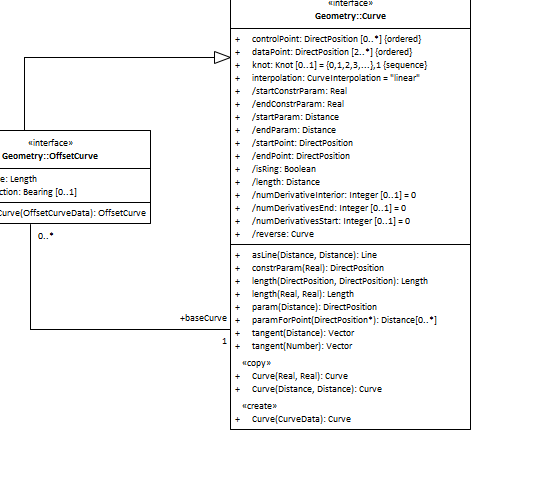 «interface»
Geometry::Curve
+ controlPoint: DirectPosition [0..*] {ordered}
+ dataPoint: DirectPosition [2..*] {ordered}
+ knot: Knot [0..1] = {0,1,2,3,...},1 {sequence}
+ interpolation: CurveInterpolation = "linear"
+ /startConstrParam: Real
+ /endConstrParam: Real
+ /startParam: Distance
+ /endParam: Distance
+ /startPoint: DirectPosition
+ /endPoint: DirectPosition
+ /isRing: Boolean
+ /length: Distance
+ /numDerivativeInterior: Integer [0..1] = 0
+ /numDerivativesEnd: Integer [0..1] = 0
+ /numDerivativesStart: Integer [0..1] = 0
+ /reverse: Curve
+ asLine(Distance, Distance): Line
+ constrParam(Real): DirectPosition
+ length(DirectPosition, DirectPosition): Length
+ length(Real, Real): Length
+ param(Distance): DirectPosition
+ paramForPoint(DirectPosition*): Distance[0..*]
+ tangent(Distance): Vector
+ tangent(Number): Vector
«copy»
+ Curve(Real, Real): Curve
+ Curve(Distance, Distance): Curve
«create»
+ Curve(CurveData): Curve
«interface»
Geometry::OffsetCurve
e: Length
ction: Bearing [0..1]
Curve(OffsetCurveData): OffsetCurve
0..*
+baseCurve
1